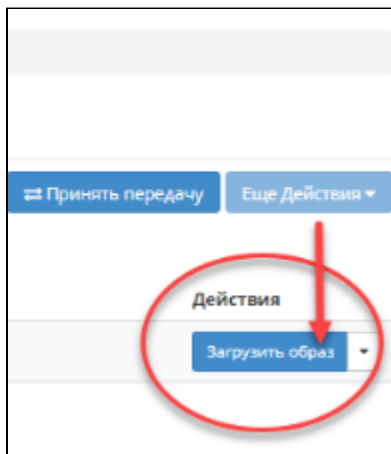 Принять передачу Еще Действия
Действия
Загрузить образ